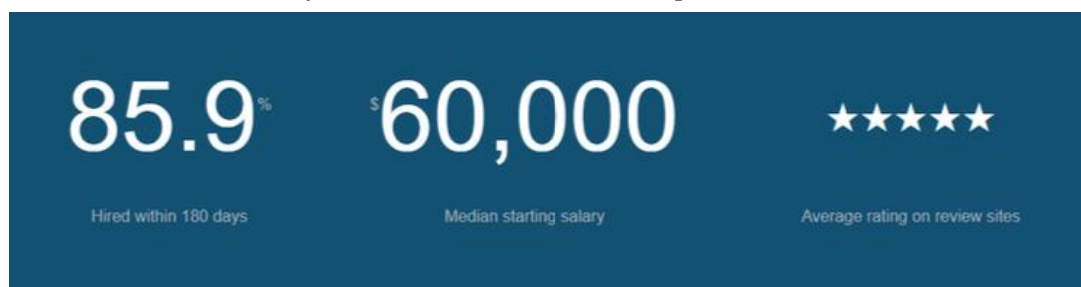 85.9%
$60,000
★★★★★
Hired within 180 days
Median starting salary
Average rating on review sites